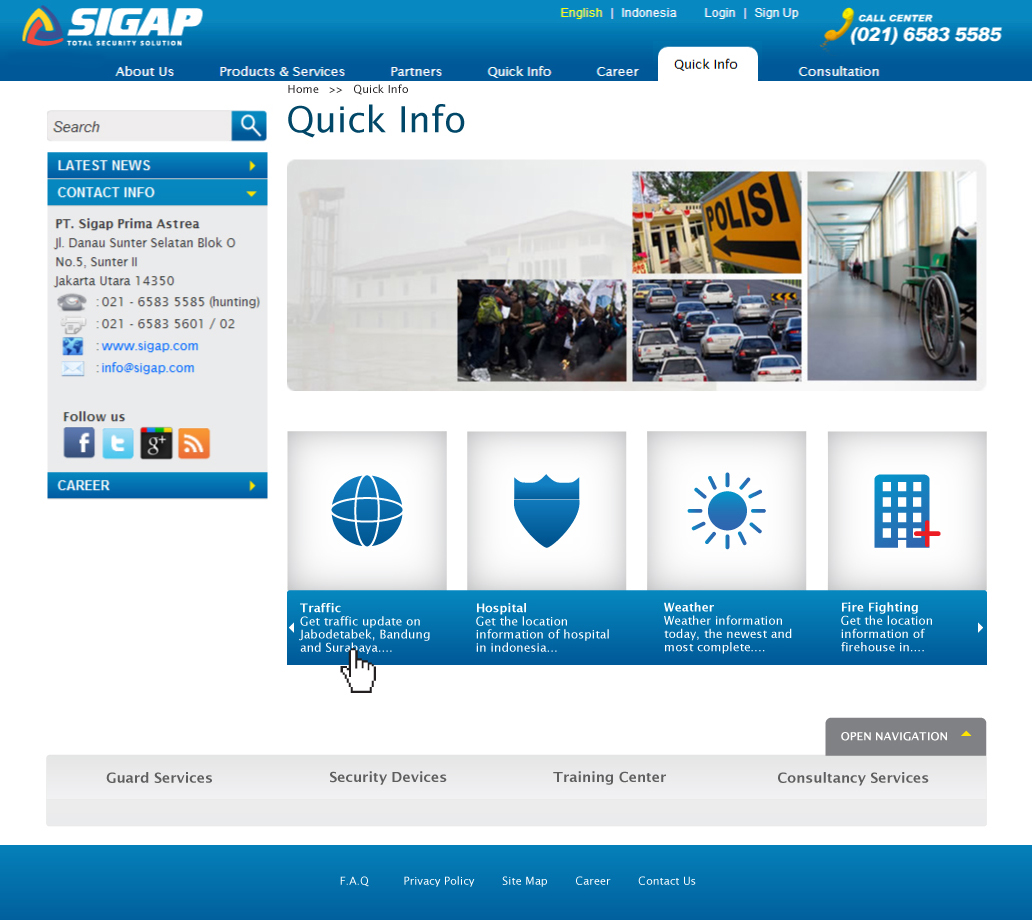 SIGAP
TOTAL SECURITY SOLUTION
English | Indonesia Login | Sign Up
CALL CENTER
(021) 6583 5585
About Us Products & Services Partners Quick Info Career Quick Info Consultation
Home >> Quick Info
Quick Info
Search
LATEST NEWS
CONTACT INFO
PT. Sigap Prima Astrea
Jl. Danau Sunter Selatan Blok O
No.5, Sunter II
Jakarta Utara 14350
: 021 - 6583 5585 (hunting)
: 021 - 6583 5601 / 02
: www.sigap.com
: info@sigap.com
Follow us
f t g+
CAREER
POLISI
Traffic
Get traffic update on
Jabodetabek, Bandung
and Surabaya....
Hospital
Get the location
information of hospital
in indonesia...
Weather
Weather information
today, the newest and
most complete....
Fire Fighting
Get the location
information of
firehouse in....
OPEN NAVIGATION
Guard Services Security Devices Training Center Consultancy Services
F.A.Q Privacy Policy Site Map Career Contact Us